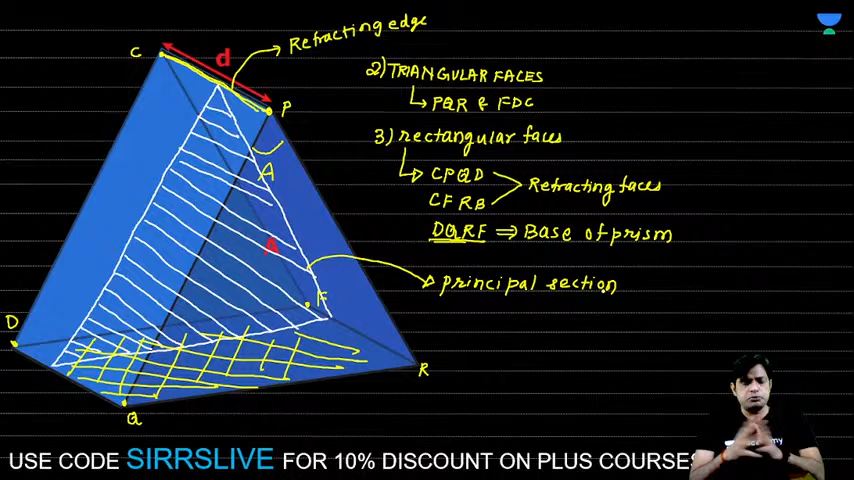 Refracting edge
C
d
P
2) TRIANGULAR FACES
PQR & FDC
3) rectangular faces
A
CPQD
CFRB
Refracting faces
DQRF ⇒ Base of prism
A
Principal section
F
D
R
Q
USE CODE SIRRSLIVE FOR 10% DISCOUNT ON PLUS COURSES